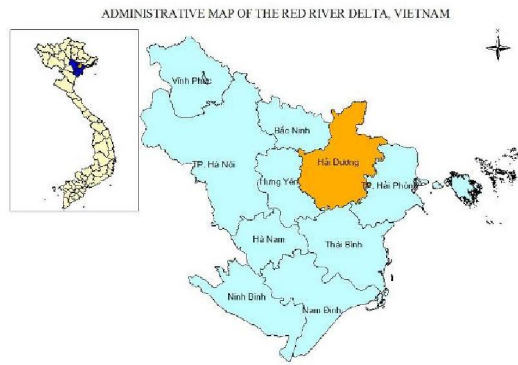 ADMINISTRATIVE MAP OF THE RED RIVER DELTA, VIETNAM
Vĩnh Phúc
Bắc Ninh
TP. Hà Nội
Hải Dương
Hưng Yên
TP. Hải Phòng
Hà Nam
Thái Bình
Ninh Bình
Nam Định